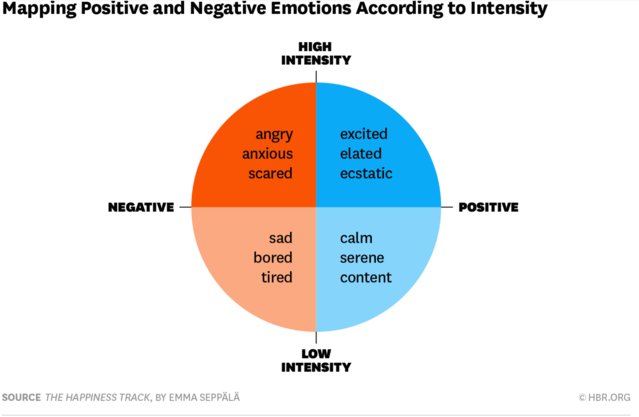 Mapping Positive and Negative Emotions According to Intensity
HIGH
INTENSITY
angry
anxious
scared
excited
elated
ecstatic
NEGATIVE
POSITIVE
sad
bored
tired
calm
serene
content
LOW
INTENSITY
SOURCE THE HAPPINESS TRACK, BY EMMA SEPPÄLÄ
© HBR.ORG